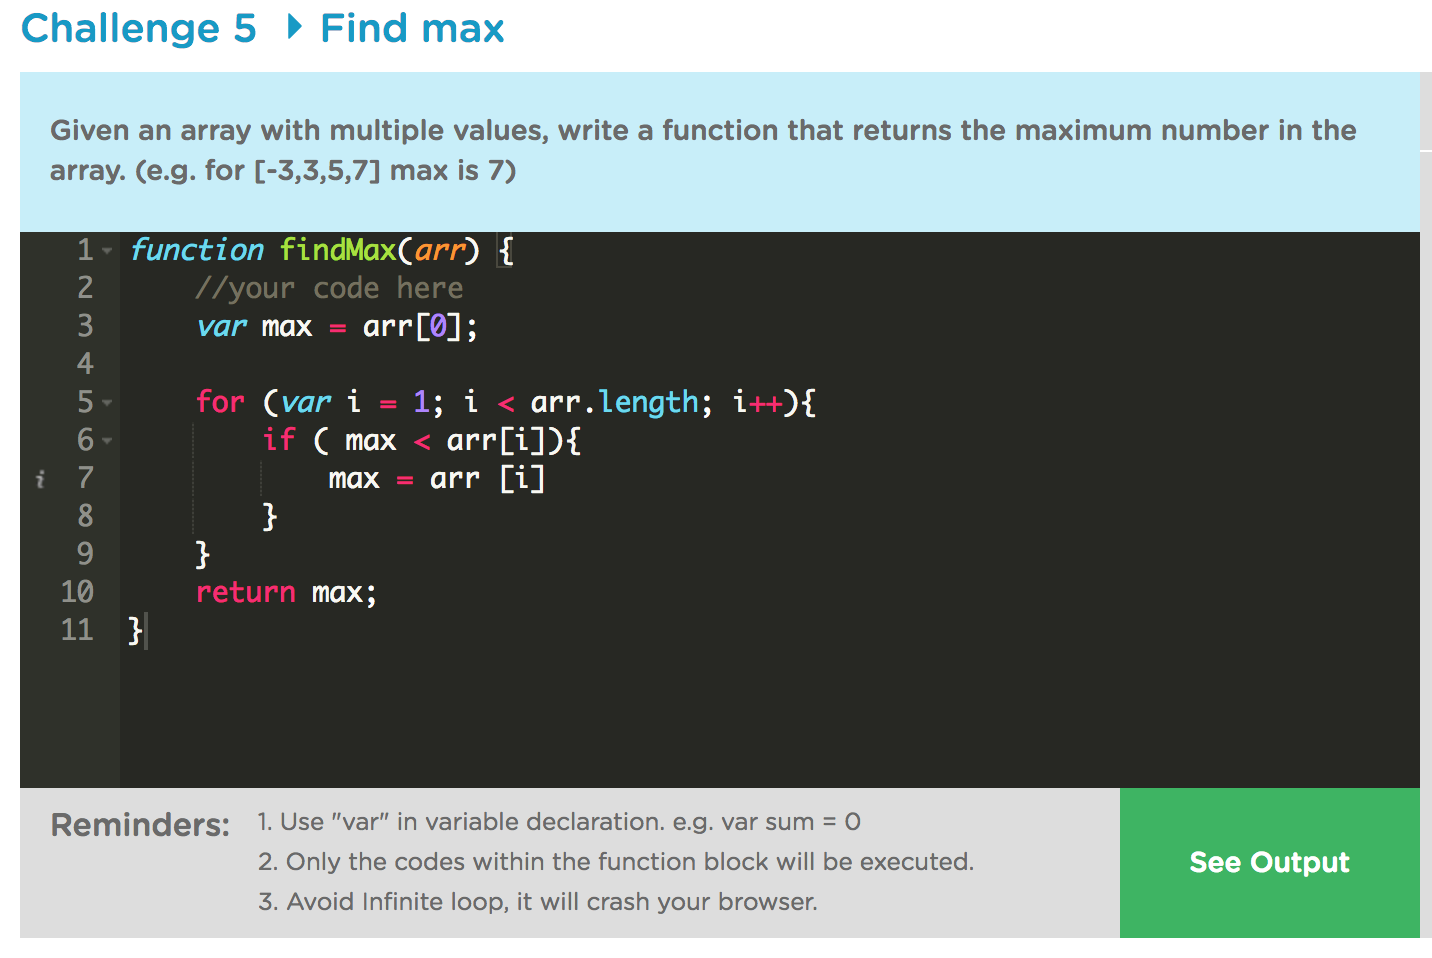 Challenge 5 ▸ Find max
Given an array with multiple values, write a function that returns the maximum number in the
array. (e.g. for [-3,3,5,7] max is 7)
1 function findMax(arr) {
2     //your code here
3     var max = arr[0];
4
5     for (var i = 1; i < arr.length; i++){
6         if ( max < arr[i]){
i 7             max = arr [i]
8         }
9     }
10     return max;
11 }
Reminders:
1. Use "var" in variable declaration. e.g. var sum = 0
2. Only the codes within the function block will be executed.
3. Avoid Infinite loop, it will crash your browser.
See Output